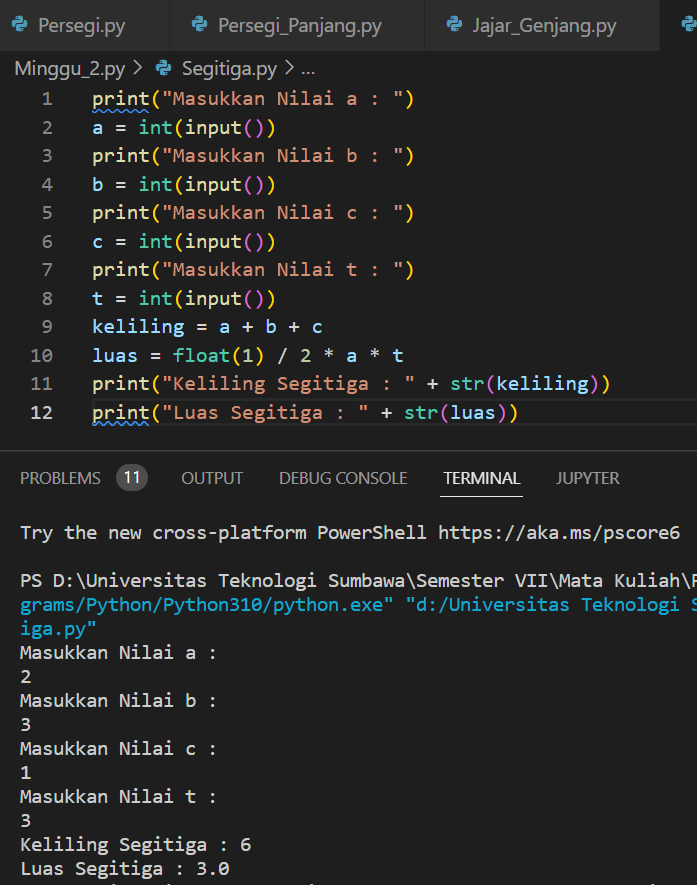 Persegi.py Persegi_Panjang.py Jajar_Genjang.py
Minggu_2.py > Segitiga.py > ...
1 print("Masukkan Nilai a : ")
2 a = int(input())
3 print("Masukkan Nilai b : ")
4 b = int(input())
5 print("Masukkan Nilai c : ")
6 c = int(input())
7 print("Masukkan Nilai t : ")
8 t = int(input())
9 keliling = a + b + c
10 luas = float(1) / 2 * a * t
11 print("Keliling Segitiga : " + str(keliling))
12 print("Luas Segitiga : " + str(luas))
PROBLEMS 11 OUTPUT DEBUG CONSOLE TERMINAL JUPYTER
Try the new cross-platform PowerShell https://aka.ms/pscore6
PS D:\Universitas Teknologi Sumbawa\Semester VII\Mata Kuliah\
grams/Python/Python310/python.exe" "d:/Universitas Teknologi
iga.py"
Masukkan Nilai a :
2
Masukkan Nilai b :
3
Masukkan Nilai c :
1
Masukkan Nilai t :
3
Keliling Segitiga : 6
Luas Segitiga : 3.0